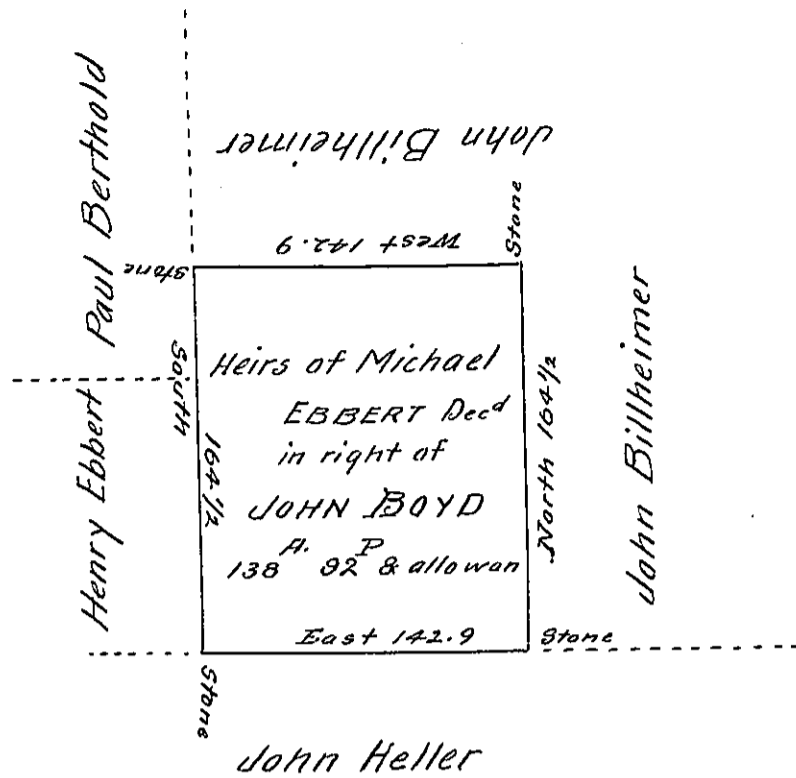 Paul Berthold
John Billheimer
West 142.9
Stone
Stone
South 164 1/2
Heirs of Michael
EBBERT Dec^d
in right of
JOHN BOYD
138 A. 92 P & allowan
North 164 1/2
John Billheimer
Henry Ebbert
East 142.9
Stone
Stone
John Heller